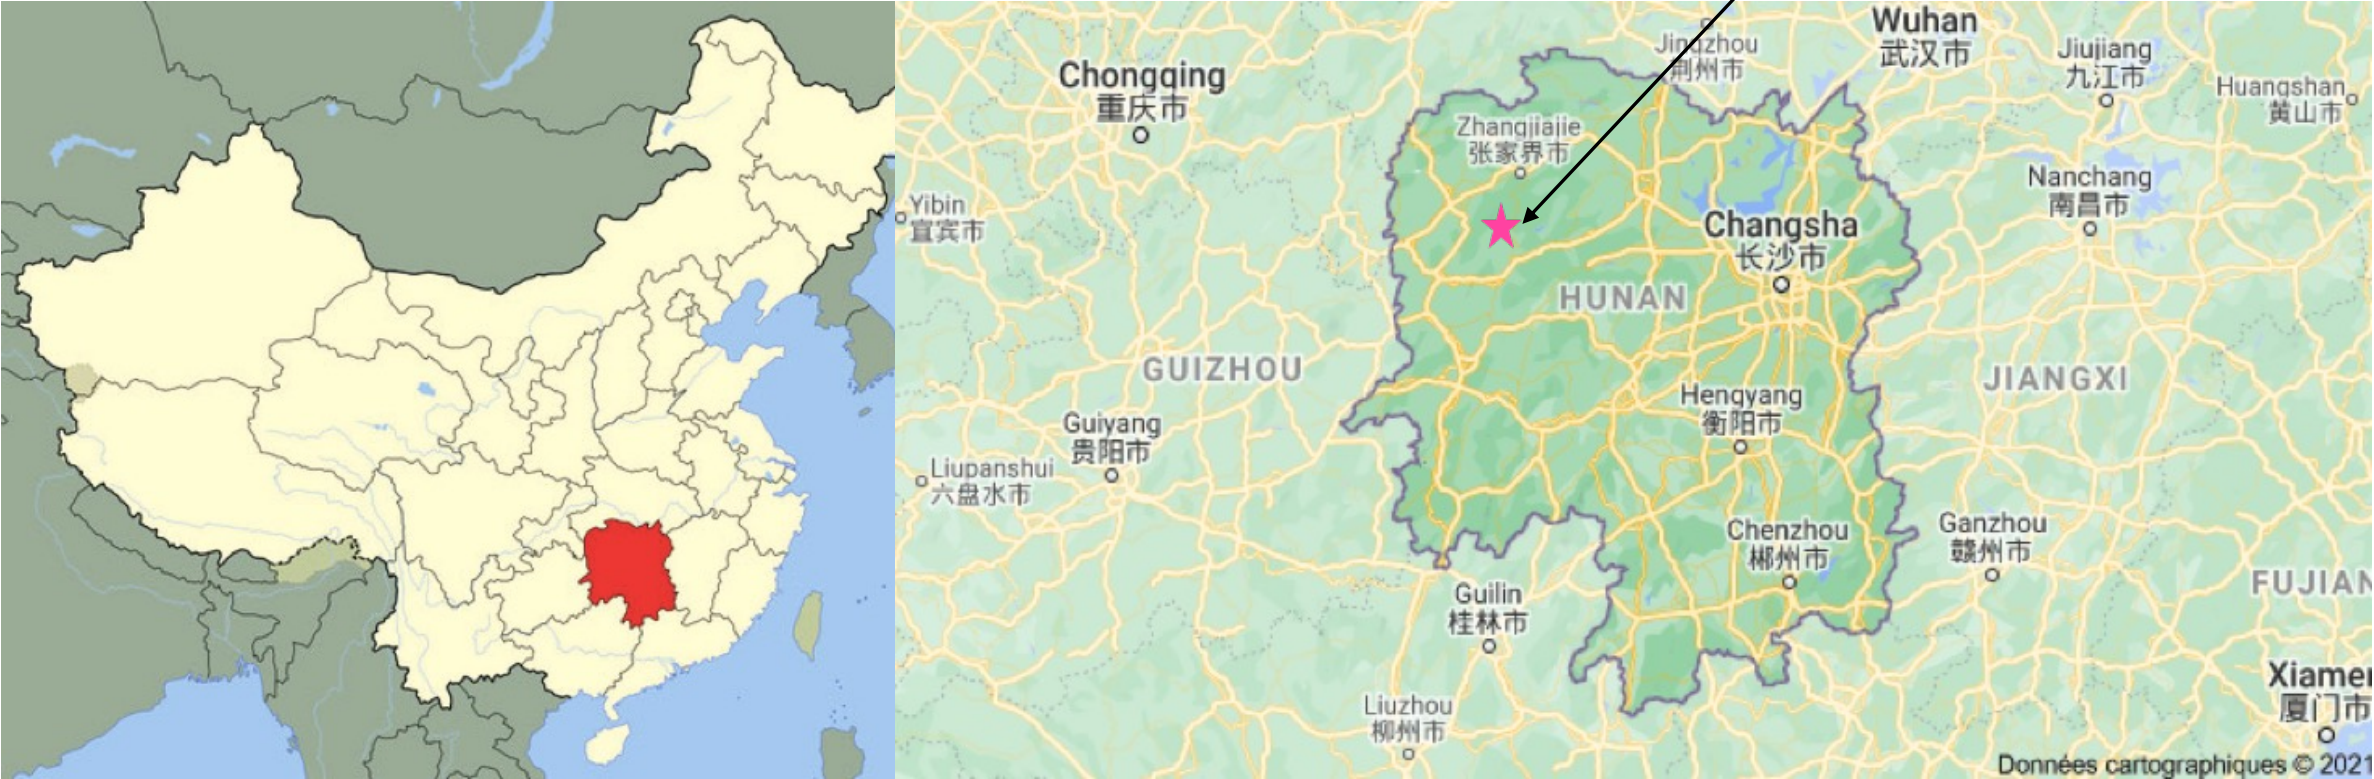 Wuhan
武汉市
Jingzhou
荆州市
Jiujiang
九江市
Huangshan
黄山市
Chongqing
重庆市
Zhangjiajie
张家界市
Nanchang
南昌市
Yibin
宜宾市
Changsha
长沙市
HUNAN
GUIZHOU
JIANGXI
Hengyang
衡阳市
Guiyang
贵阳市
Liupanshui
六盘水市
Chenzhou
郴州市
Ganzhou
赣州市
Guilin
桂林市
FUJIAN
Xiamen
厦门市
Liuzhou
柳州市
Données cartographiques © 2021